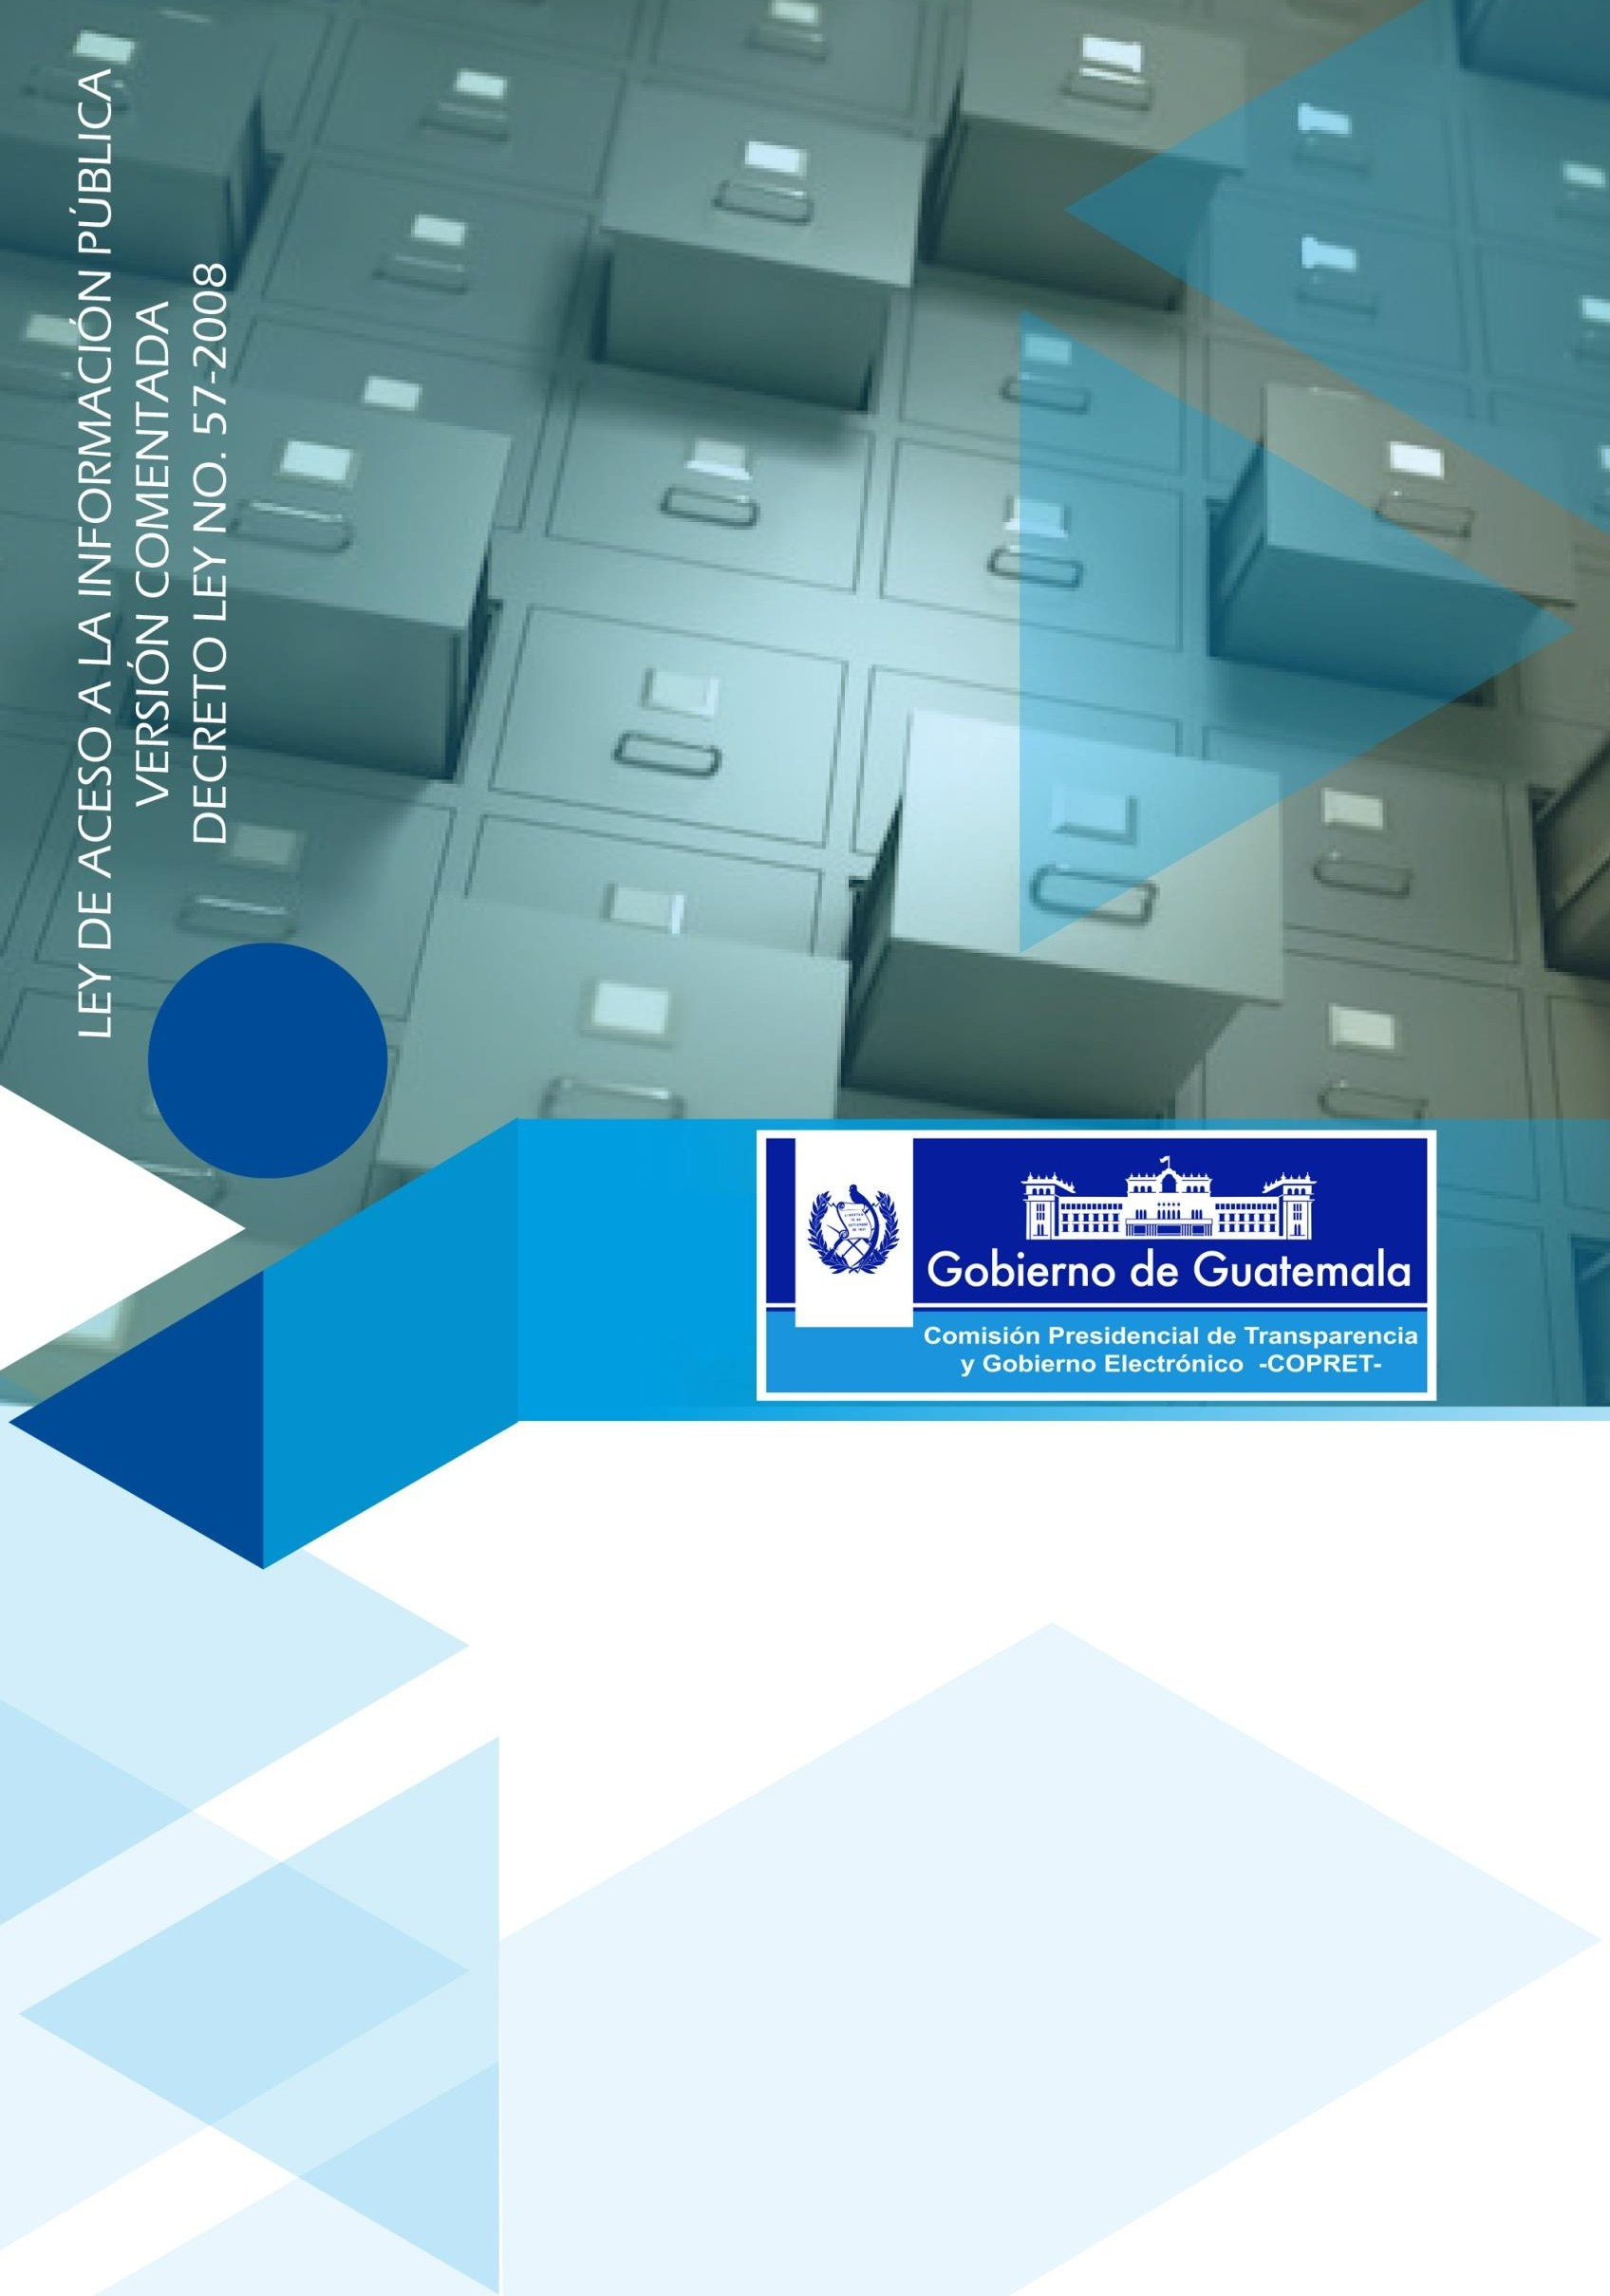 LEY DE ACESO A LA INFORMACIÓN PÚBLICA
VERSIÓN COMENTADA
DECRETO LEY NO. 57-2008
Gobierno de Guatemala
Comisión Presidencial de Transparencia
y Gobierno Electrónico -COPRET-